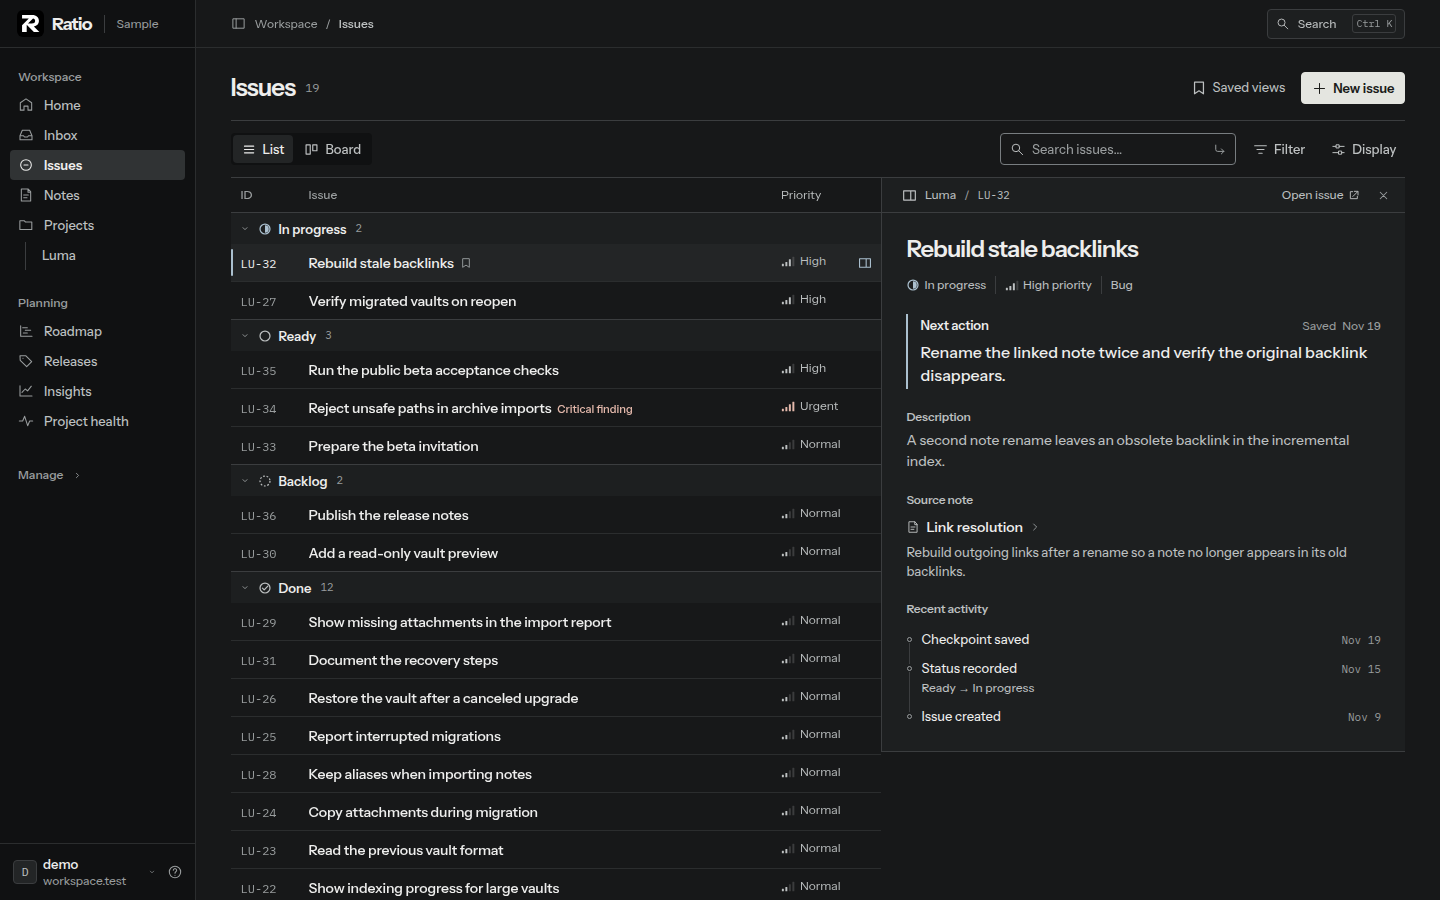 Ratio Sample
Workspace
Home
Inbox
Issues
Notes
Projects
Luma
Planning
Roadmap
Releases
Insights
Project health
Manage
D demo
workspace.test
Workspace / Issues
Search Ctrl K
Issues 19
Saved views
New issue
List Board
Search issues...
Filter
Display
ID Issue Priority
In progress 2
LU-32 Rebuild stale backlinks High
LU-27 Verify migrated vaults on reopen High
Ready 3
LU-35 Run the public beta acceptance checks High
LU-34 Reject unsafe paths in archive imports Critical finding Urgent
LU-33 Prepare the beta invitation Normal
Backlog 2
LU-36 Publish the release notes Normal
LU-30 Add a read-only vault preview Normal
Done 12
LU-29 Show missing attachments in the import report Normal
LU-31 Document the recovery steps Normal
LU-26 Restore the vault after a canceled upgrade Normal
LU-25 Report interrupted migrations Normal
LU-28 Keep aliases when importing notes Normal
LU-24 Copy attachments during migration Normal
LU-23 Read the previous vault format Normal
LU-22 Show indexing progress for large vaults Normal
Luma / LU-32
Open issue
Rebuild stale backlinks
In progress High priority Bug
Next action Saved Nov 19
Rename the linked note twice and verify the original backlink
disappears.
Description
A second note rename leaves an obsolete backlink in the incremental
index.
Source note
Link resolution
Rebuild outgoing links after a rename so a note no longer appears in its old
backlinks.
Recent activity
Checkpoint saved Nov 19
Status recorded Nov 15
Ready → In progress
Issue created Nov 9